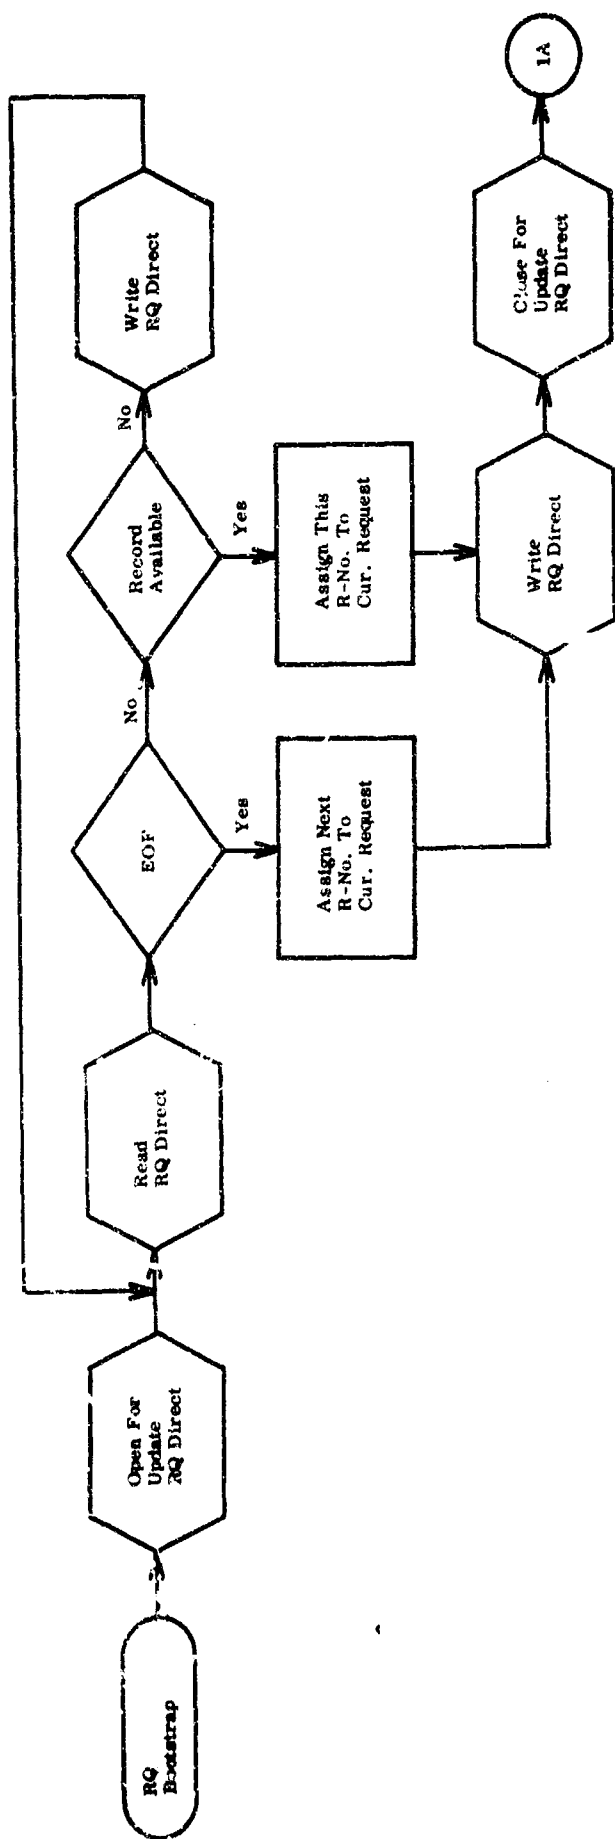 RQ
Bootstrap
Open For
Update
RQ Direct
Read
RQ Direct
EOF
No
Yes
Record
Available
No
Yes
Write
RQ Direct
Assign Next
R-No. To
Cur. Request
Assign This
R-No. To
Cur. Request
Write
RQ Direct
Close For
Update
RQ Direct
1A